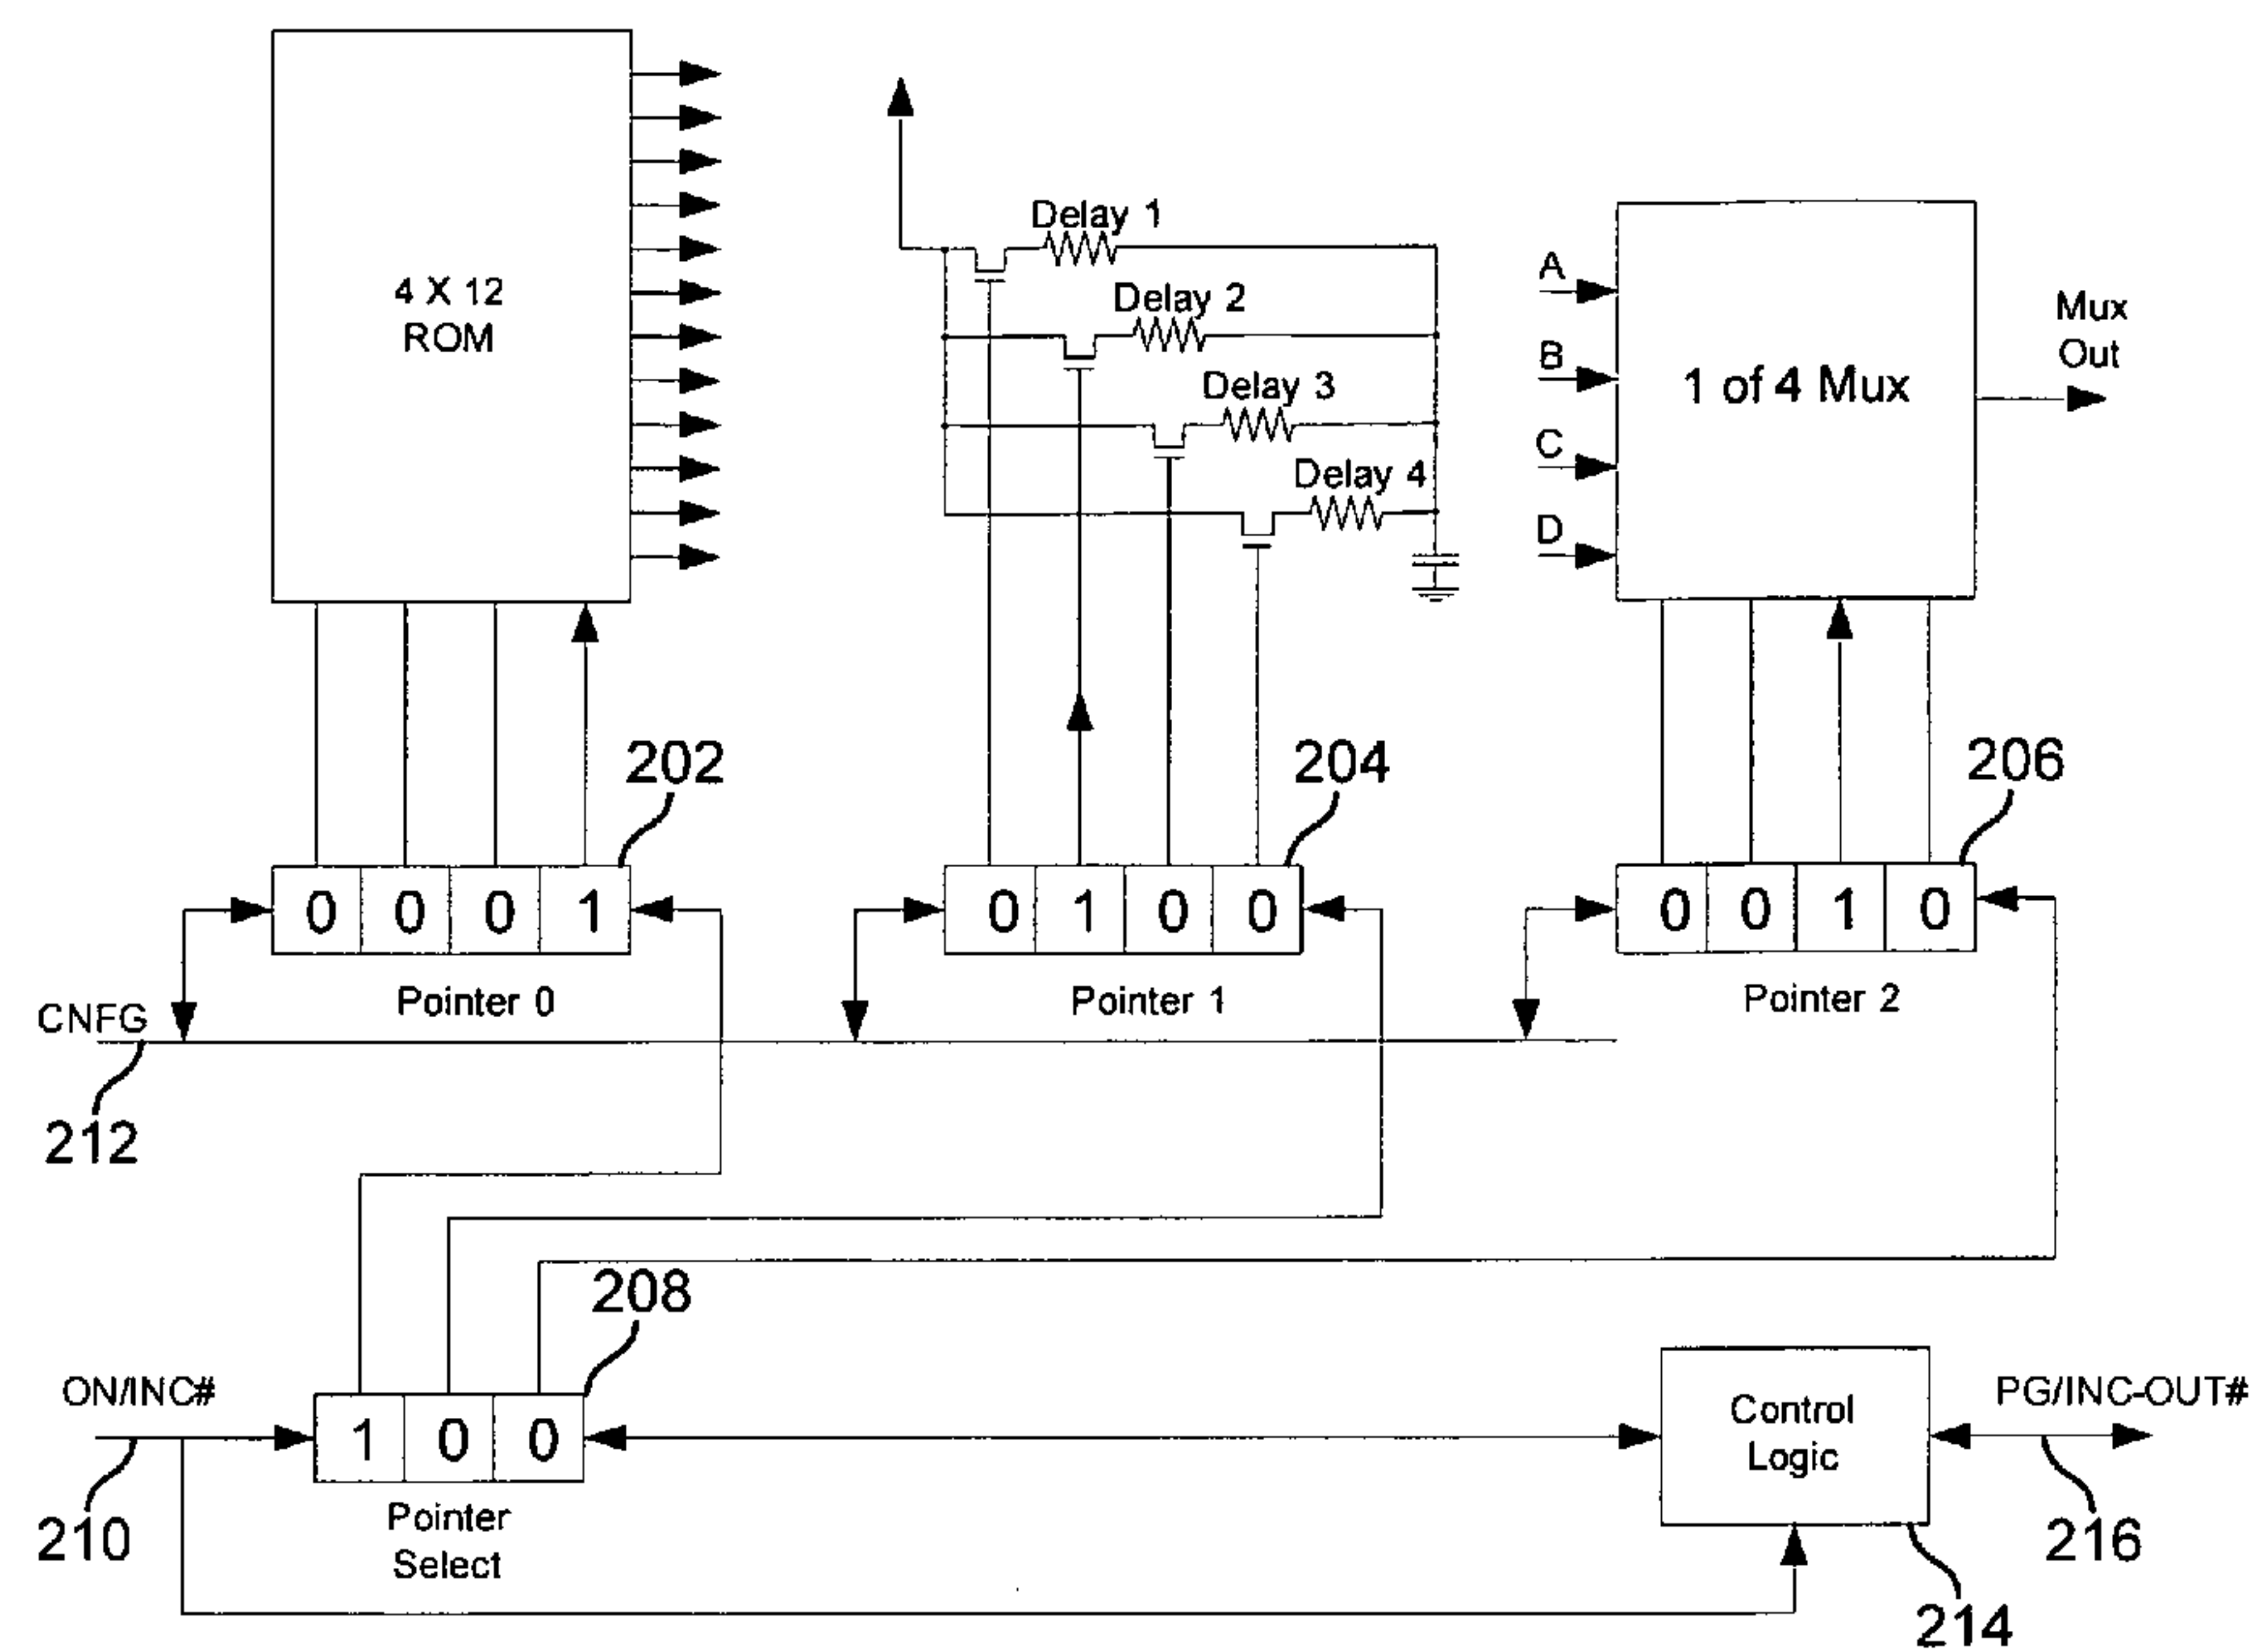 4 X 12
ROM
Delay 1
Delay 2
Delay 3
Delay 4
A
B
C
D
1 of 4 Mux
Mux
Out
202
204
206
0 0 0 1
0 1 0 0
0 0 1 0
Pointer 0
Pointer 1
Pointer 2
CNFG
212
208
ON/INC#
1 0 0
Control
Logic
PG/INC-OUT#
210
Pointer
Select
216
214